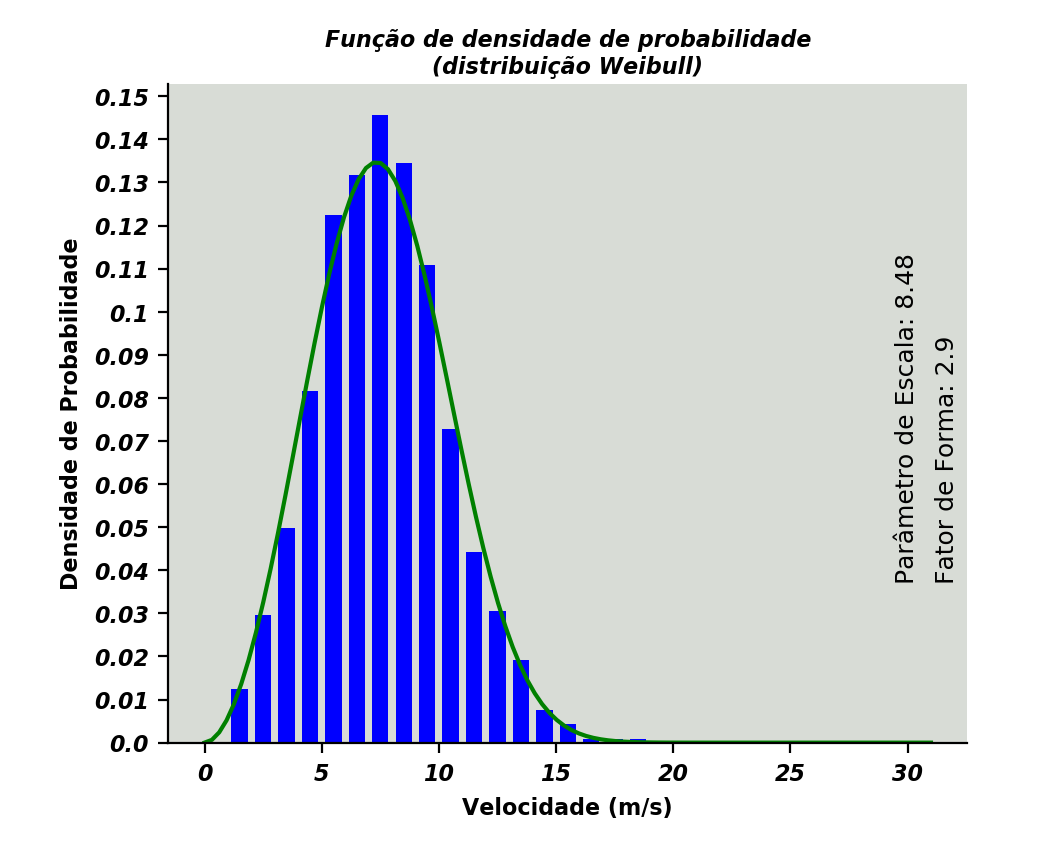 Função de densidade de probabilidade
(distribuição Weibull)
0.15
0.14
0.13
0.12
0.11
0.1
0.09
0.08
0.07
0.06
0.05
0.04
0.03
0.02
0.01
0.0
Densidade de Probabilidade
Parâmetro de Escala: 8.48
Fator de Forma: 2.9
0 5 10 15 20 25 30
Velocidade (m/s)